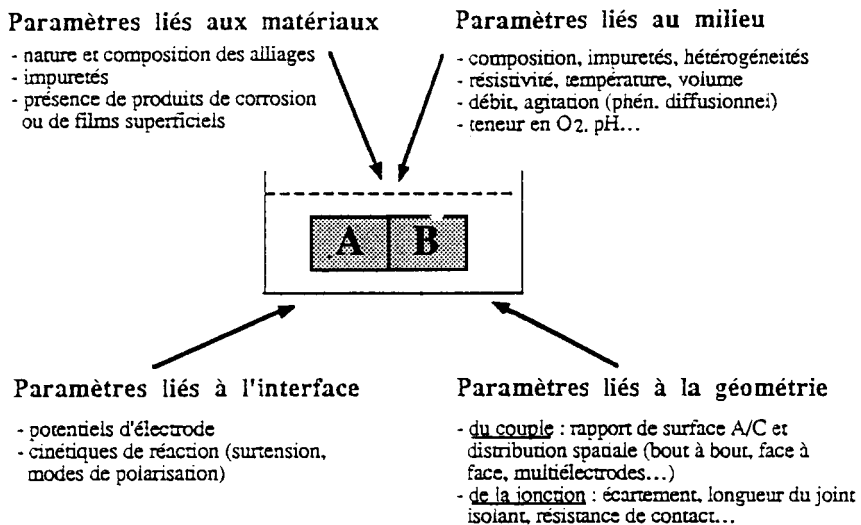 Paramètres liés aux matériaux
- nature et composition des alliages
- impuretés
- présence de produits de corrosion
ou de films superficiels
Paramètres liés au milieu
- composition, impuretés, hétérogénéités
- résistivité, température, volume
- débit, agitation (phén. diffusionnel)
- teneur en O2. pH...
A B
Paramètres liés à l'interface
- potentiels d'électrode
- cinétiques de réaction (surtension,
modes de polarisation)
Paramètres liés à la géométrie
- du couple : rapport de surface A/C et
distribution spatiale (bout à bout, face à
face, multiélectrodes...)
- de la jonction : écartement, longueur du joint
isolant, résistance de contact...